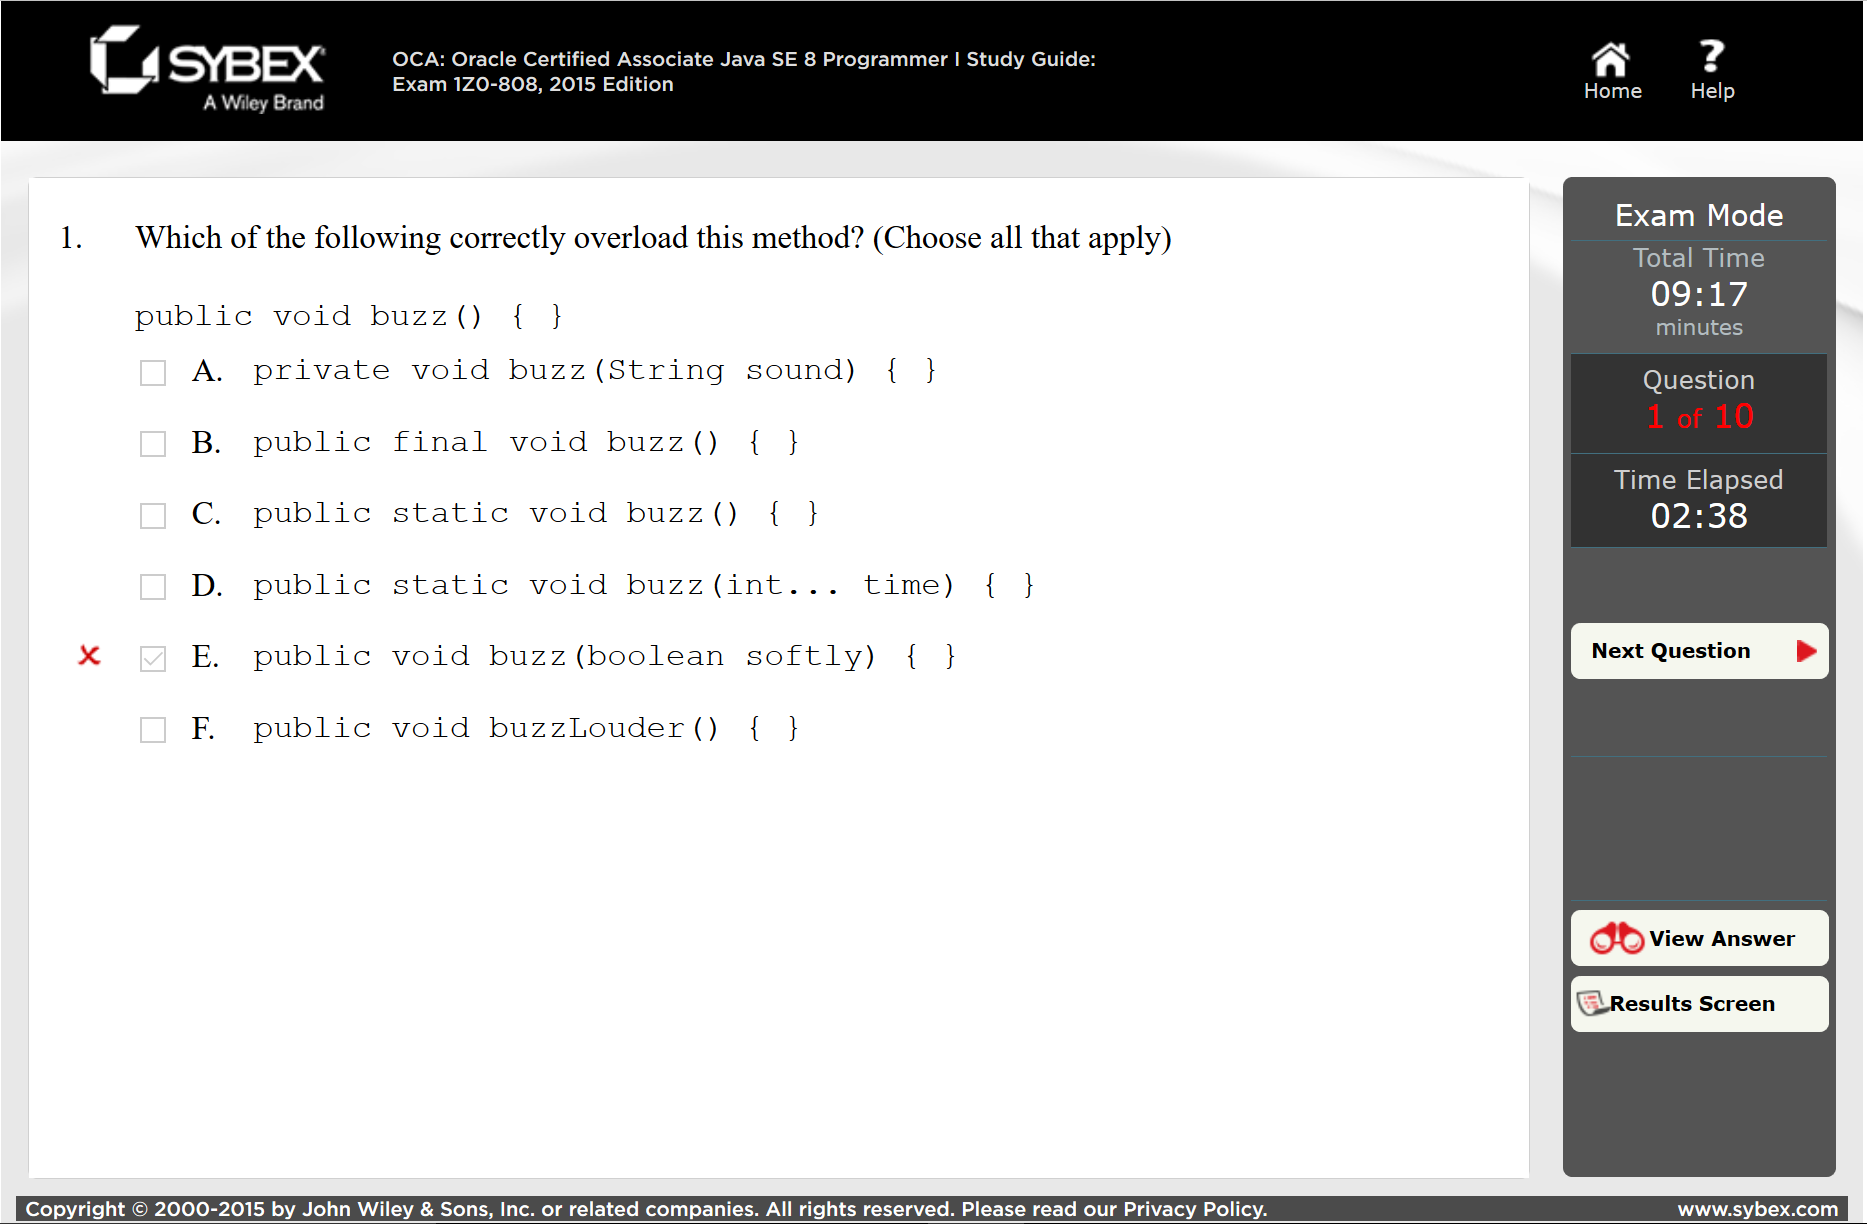 SYBEX
A Wiley Brand
OCA: Oracle Certified Associate Java SE 8 Programmer I Study Guide:
Exam 1Z0-808, 2015 Edition
Home
Help
1. Which of the following correctly overload this method? (Choose all that apply)
public void buzz() { }
A. private void buzz(String sound) { }
B. public final void buzz() { }
C. public static void buzz() { }
D. public static void buzz(int... time) { }
E. public void buzz(boolean softly) { }
F. public void buzzLouder() { }
Exam Mode
Total Time
09:17
minutes
Question
1 of 10
Time Elapsed
02:38
Next Question
View Answer
Results Screen
Copyright © 2000-2015 by John Wiley & Sons, Inc. or related companies. All rights reserved. Please read our Privacy Policy.
www.sybex.com